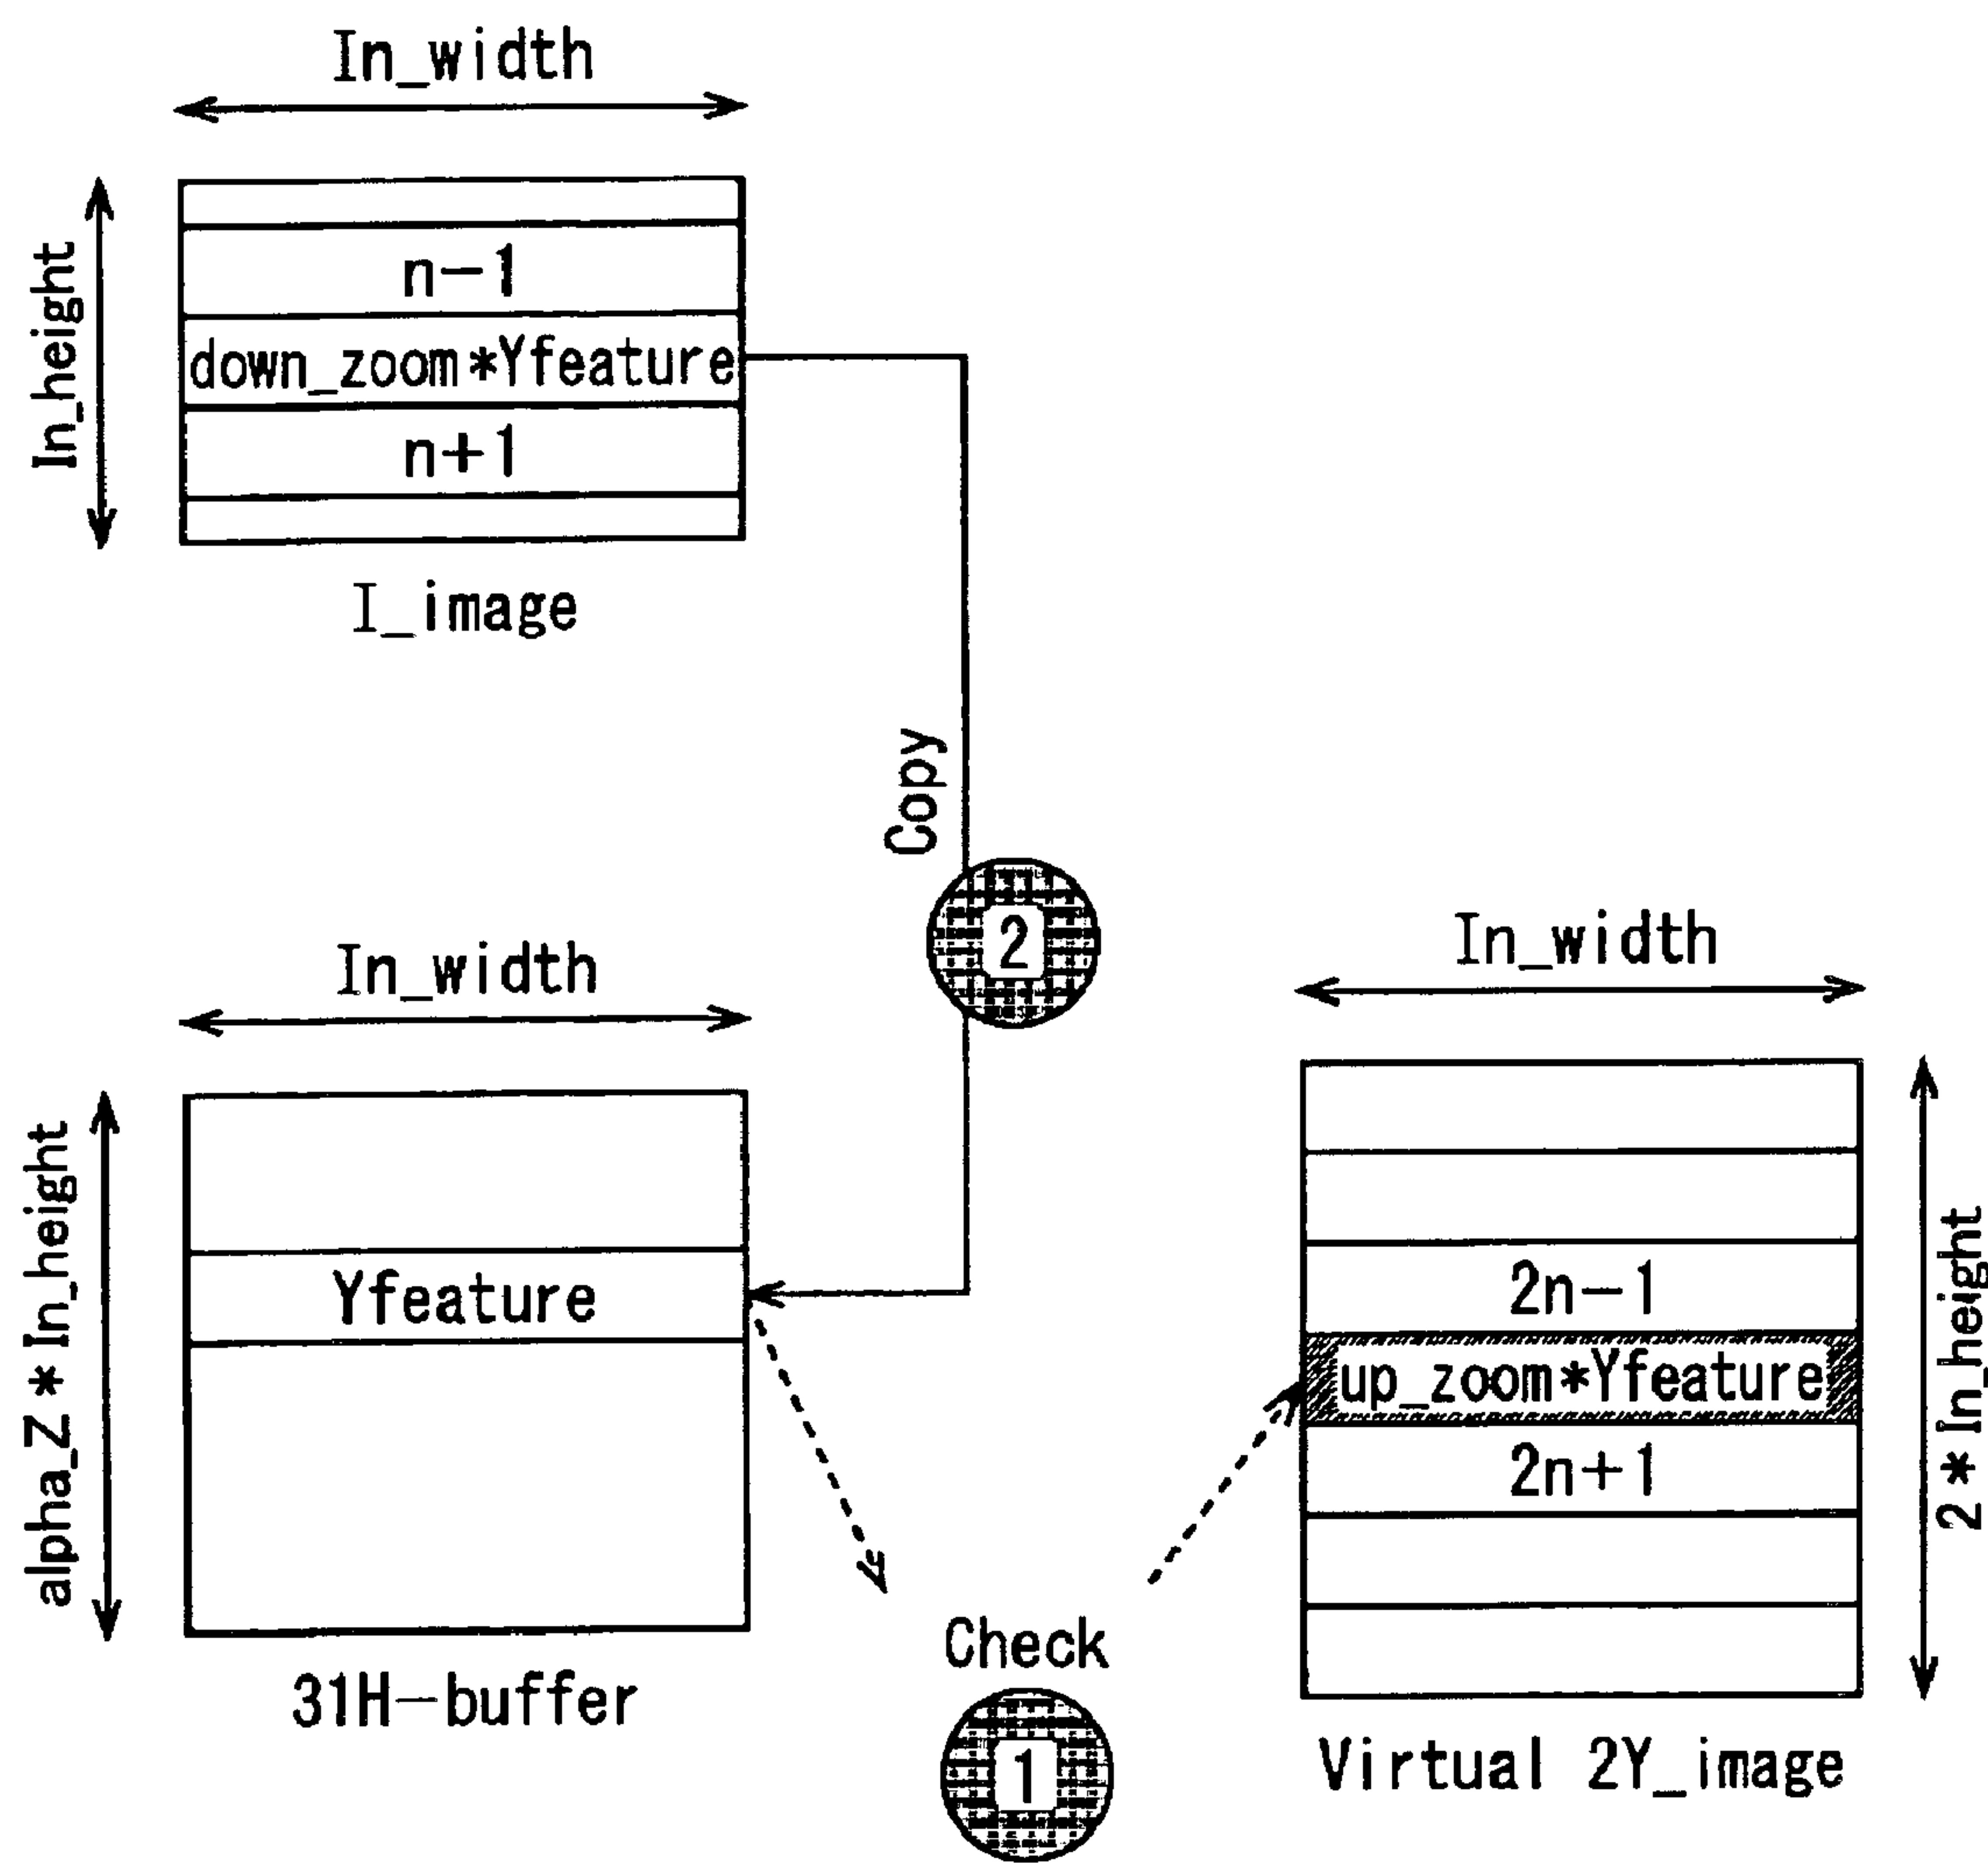 In_width
In_height
n-1
down_zoom*Yfeature
n+1
I_image
Copy
2
In_width
alpha_Z*In_height
Yfeature
31H-buffer
In_width
2*In_height
2n-1
up_zoom*Yfeature
2n+1
Virtual 2Y_image
Check
1